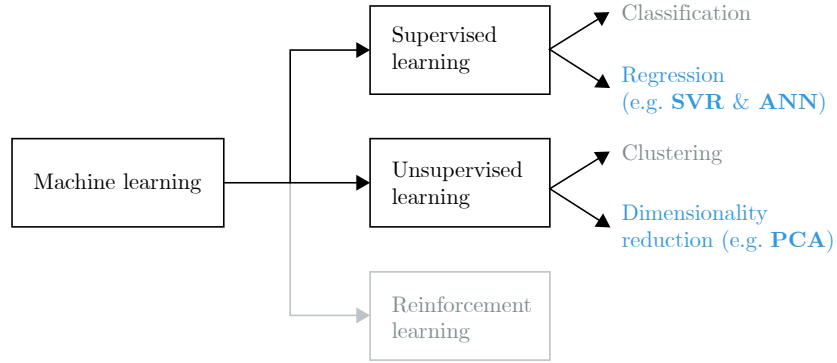 Machine learning
Supervised
learning
Classification
Regression
(e.g. SVR & ANN)
Unsupervised
learning
Clustering
Dimensionality
reduction (e.g. PCA)
Reinforcement
learning